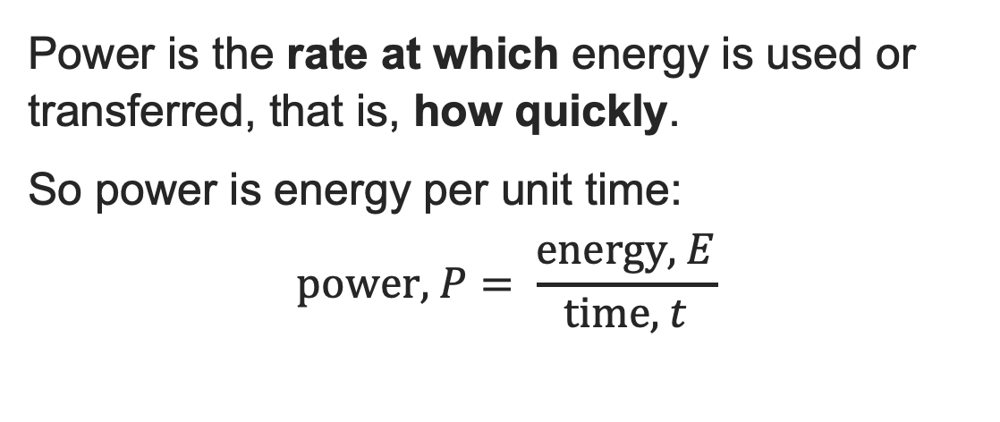 Power is the rate at which energy is used or
transferred, that is, how quickly.
So power is energy per unit time:
power, P = energy, E / time, t